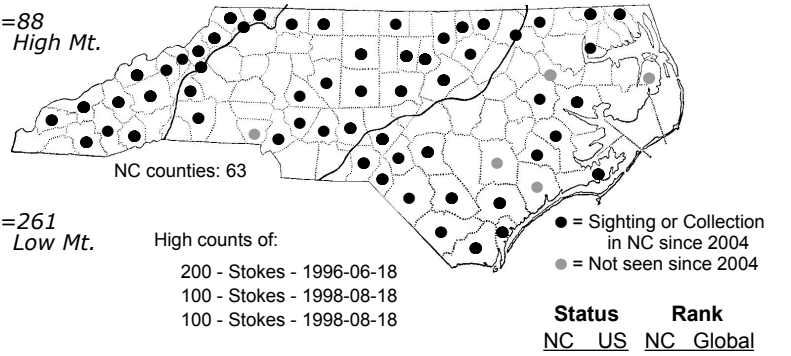 =88
High Mt.
NC counties: 63
=261
Low Mt.
High counts of:
200 - Stokes - 1996-06-18
100 - Stokes - 1998-08-18
100 - Stokes - 1998-08-18
= Sighting or Collection
in NC since 2004
= Not seen since 2004
Status Rank
NC US NC Global